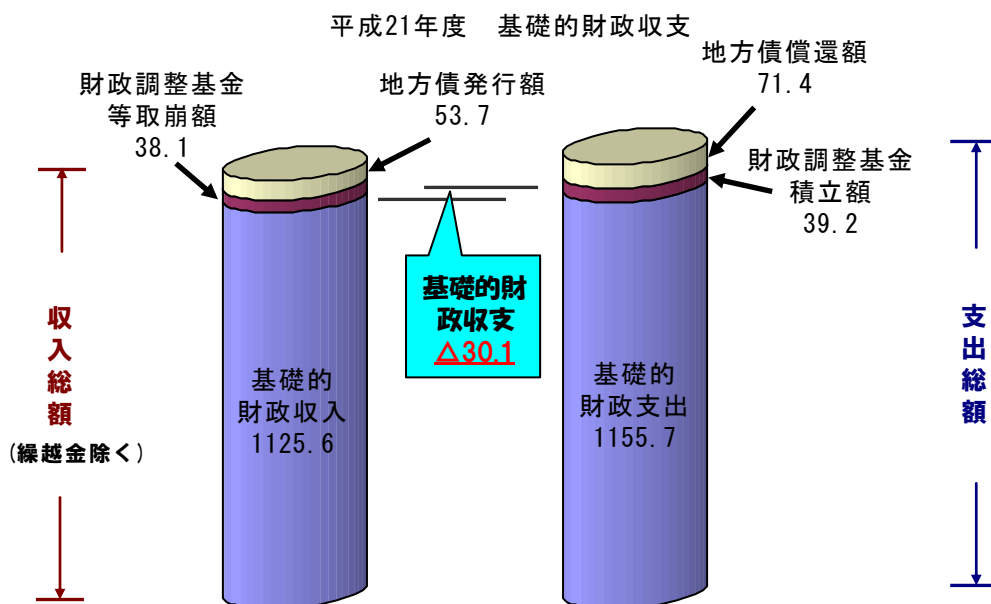 平成21年度　基礎的財政収支
財政調整基金
等取崩額
38.1
地方債発行額
53.7
地方債償還額
71.4
財政調整基金
積立額
39.2
基礎的財
政収支
△30.1
収
入
総
額
(繰越金除く)
基礎的
財政収入
1125.6
基礎的
財政支出
1155.7
支
出
総
額